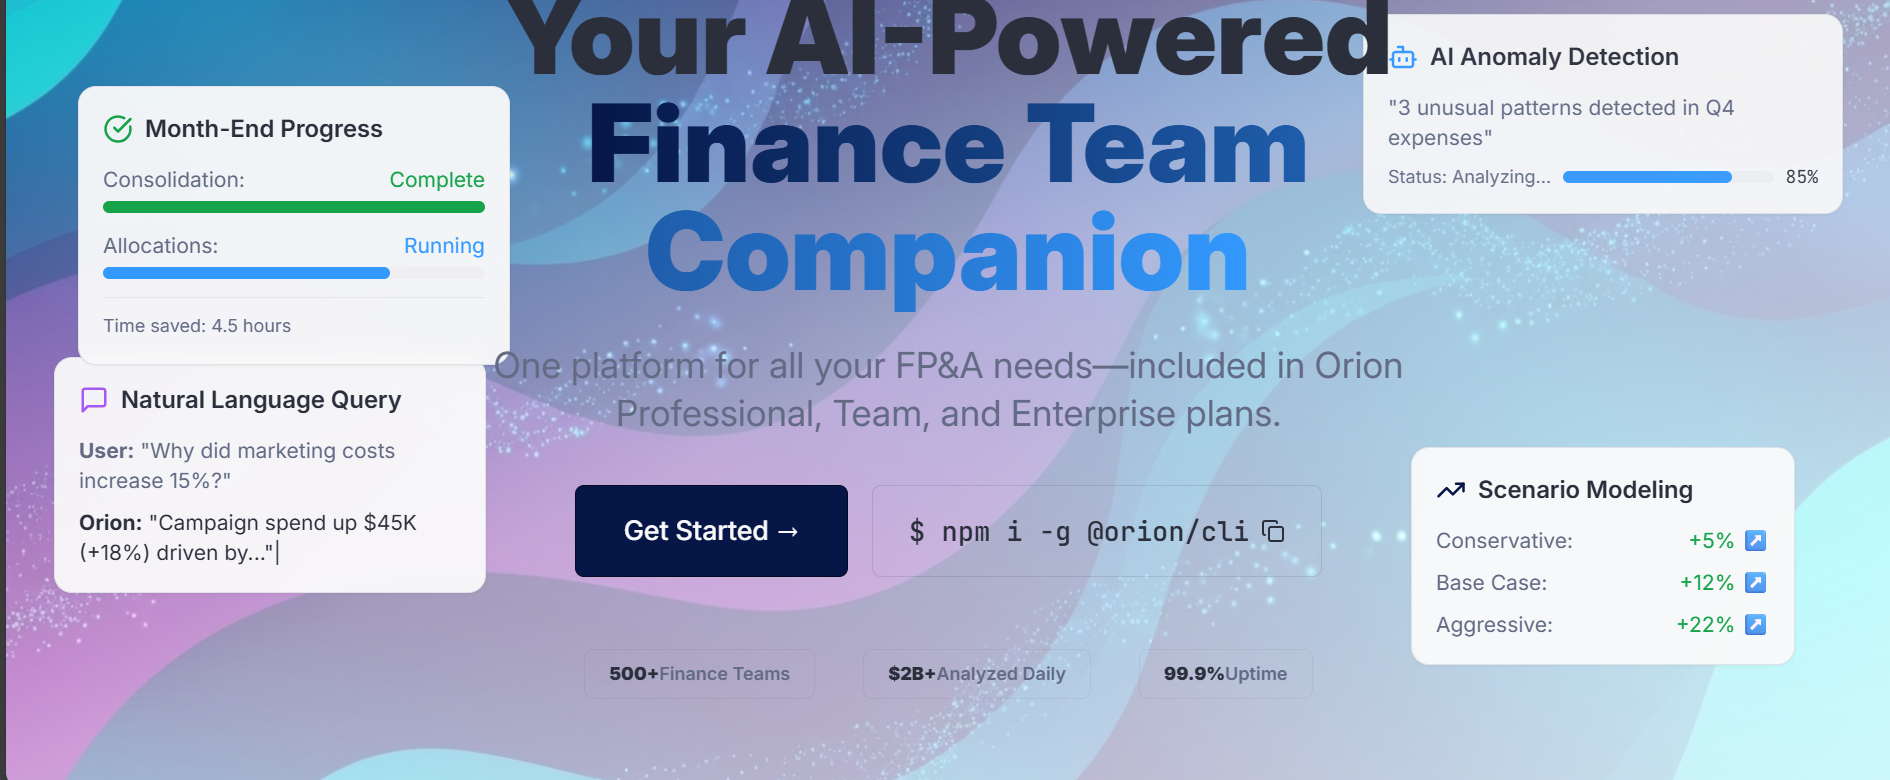 Your AI-Powered
Finance Team
Companion
One platform for all your FP&A needs—included in Orion
Professional, Team, and Enterprise plans.
Get Started →
$ npm i -g @orion/cli
500+Finance Teams
$2B+Analyzed Daily
99.9%Uptime
Month-End Progress
Consolidation: Complete
Allocations: Running
Time saved: 4.5 hours
Natural Language Query
User: "Why did marketing costs
increase 15%?"
Orion: "Campaign spend up $45K
(+18%) driven by..."|
AI Anomaly Detection
"3 unusual patterns detected in Q4
expenses"
Status: Analyzing... 85%
Scenario Modeling
Conservative: +5% ↗
Base Case: +12% ↗
Aggressive: +22% ↗